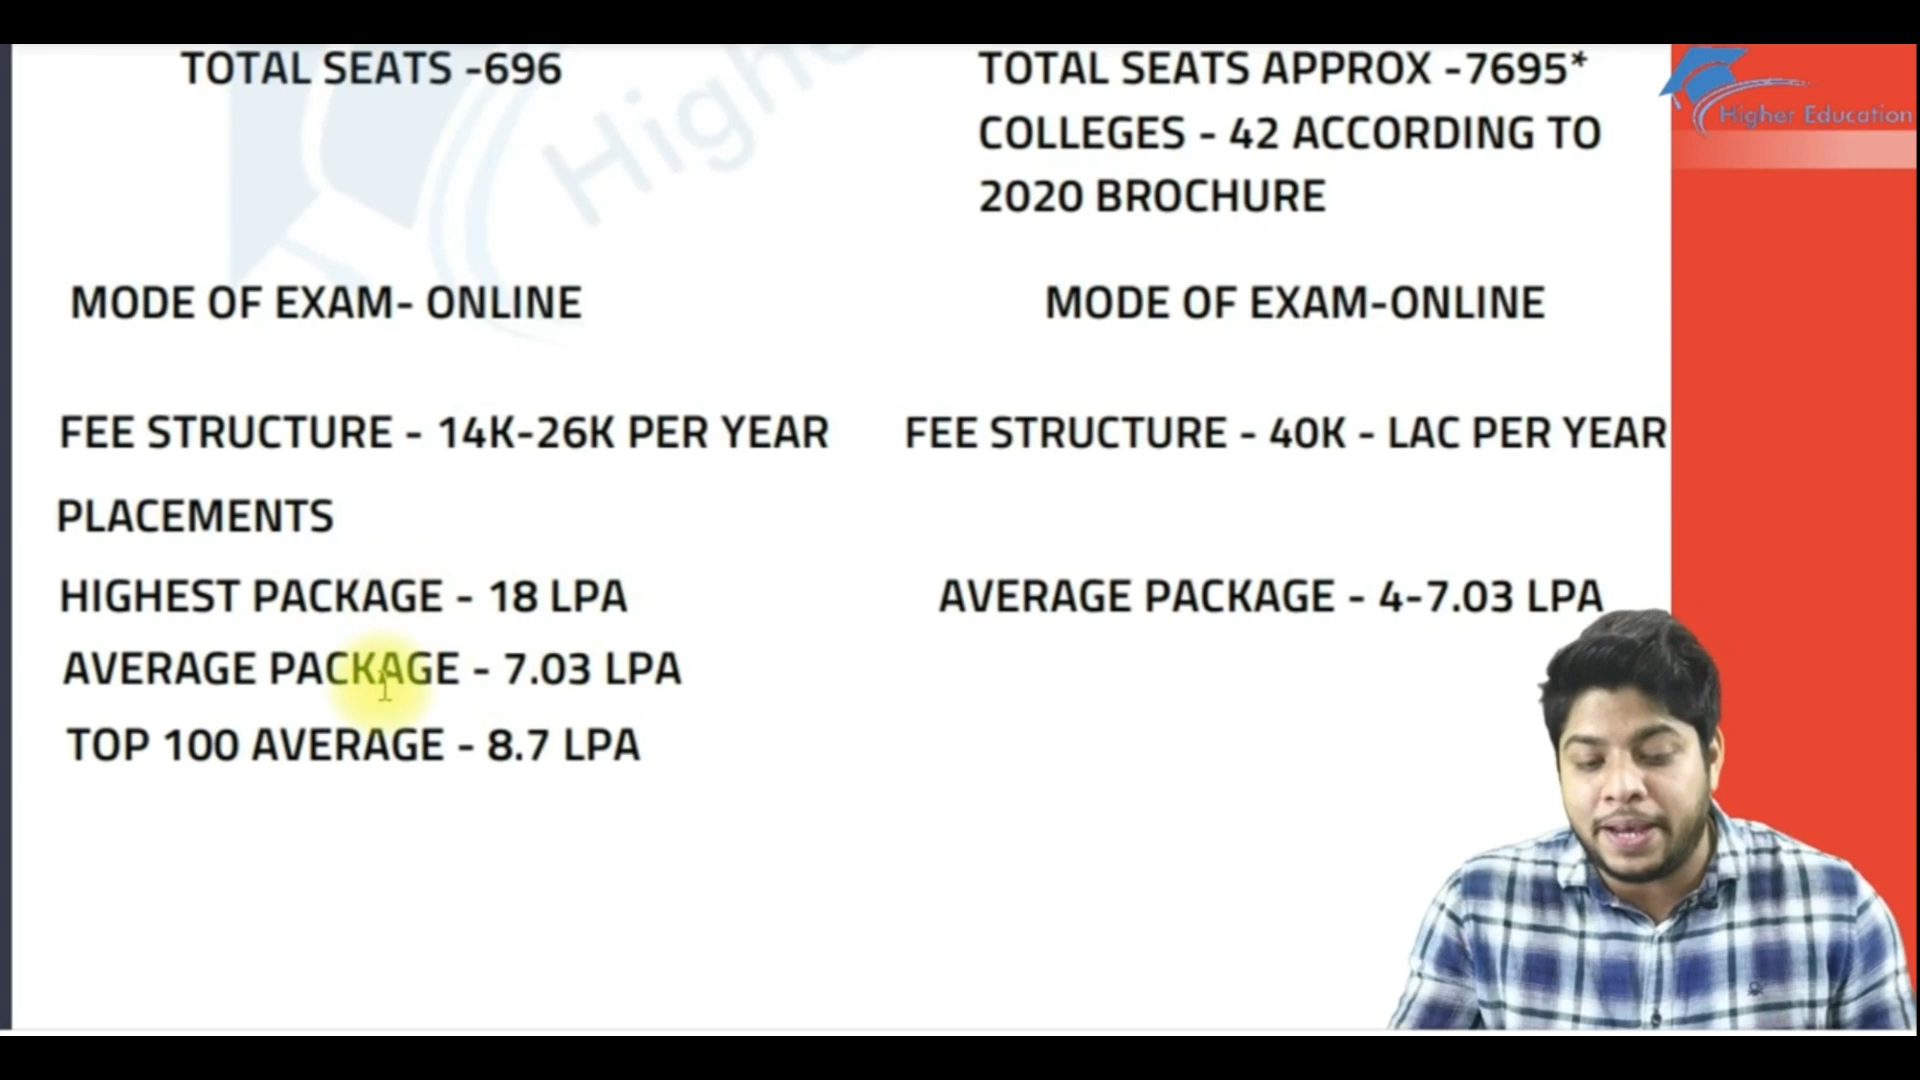 TOTAL SEATS -696
MODE OF EXAM- ONLINE
FEE STRUCTURE - 14K-26K PER YEAR
PLACEMENTS
HIGHEST PACKAGE - 18 LPA
AVERAGE PACKAGE - 7.03 LPA
TOP 100 AVERAGE - 8.7 LPA
TOTAL SEATS APPROX -7695*
COLLEGES - 42 ACCORDING TO
2020 BROCHURE
MODE OF EXAM-ONLINE
FEE STRUCTURE - 40K - LAC PER YEAR
AVERAGE PACKAGE - 4-7.03 LPA
Higher Education